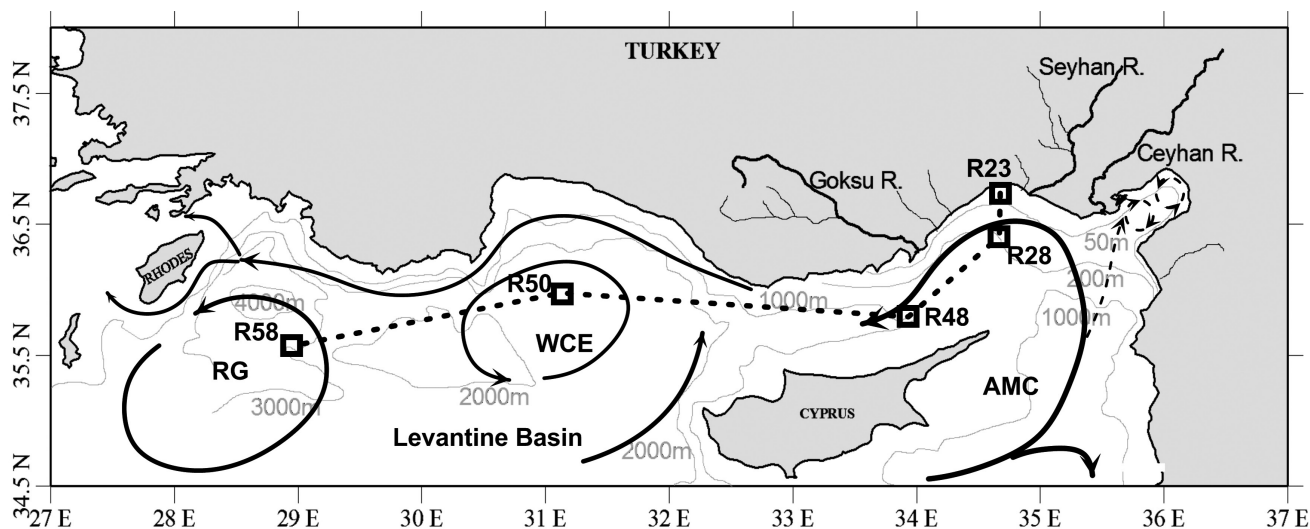 TURKEY
Seyhan R.
37.5 N
Ceyhan R.
R23
Goksu R.
36.5 N
50m
R28
RHODES
200m
R50
4000m
1000m
R48
1000m
R58
WCE
35.5 N
RG
AMC
2000m
3000m
CYPRUS
Levantine Basin
2000m
34.5 N
27 E
28 E
29 E
30 E
31 E
32 E
33 E
34 E
35 E
36 E
37 E